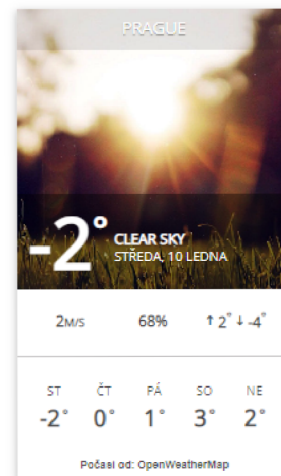 PRAGUE
-2°
CLEAR SKY
STŘEDA, 10 LEDNA
2M/S 68% ↑ 2° ↓ -4°
ST ČT PÁ SO NE
-2° 0° 1° 3° 2°
Počasí od: OpenWeatherMap